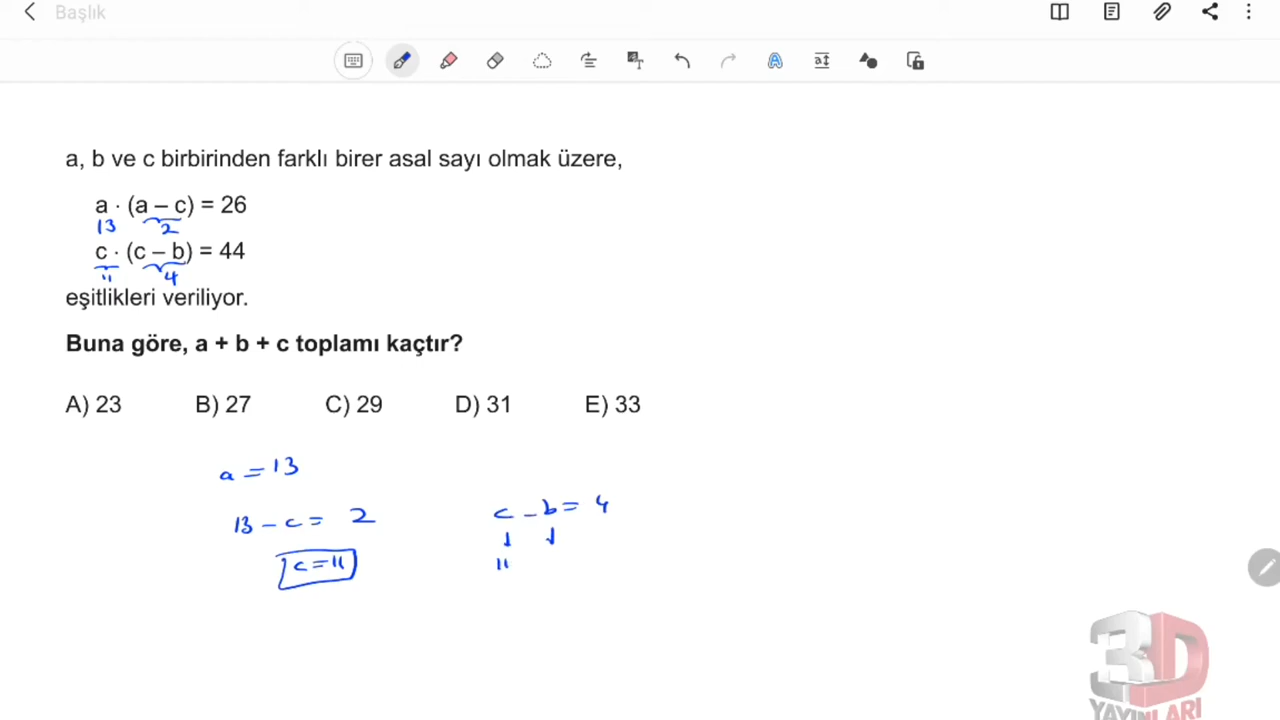 Başlık
a, b ve c birbirinden farklı birer asal sayı olmak üzere,
a · (a – c) = 26
13 2
c · (c – b) = 44
11 4
eşitlikleri veriliyor.
Buna göre, a + b + c toplamı kaçtır?
A) 23 B) 27 C) 29 D) 31 E) 33
a = 13
13 – c = 2
c = 11
c – b = 4
11
3D
YAYINLARI